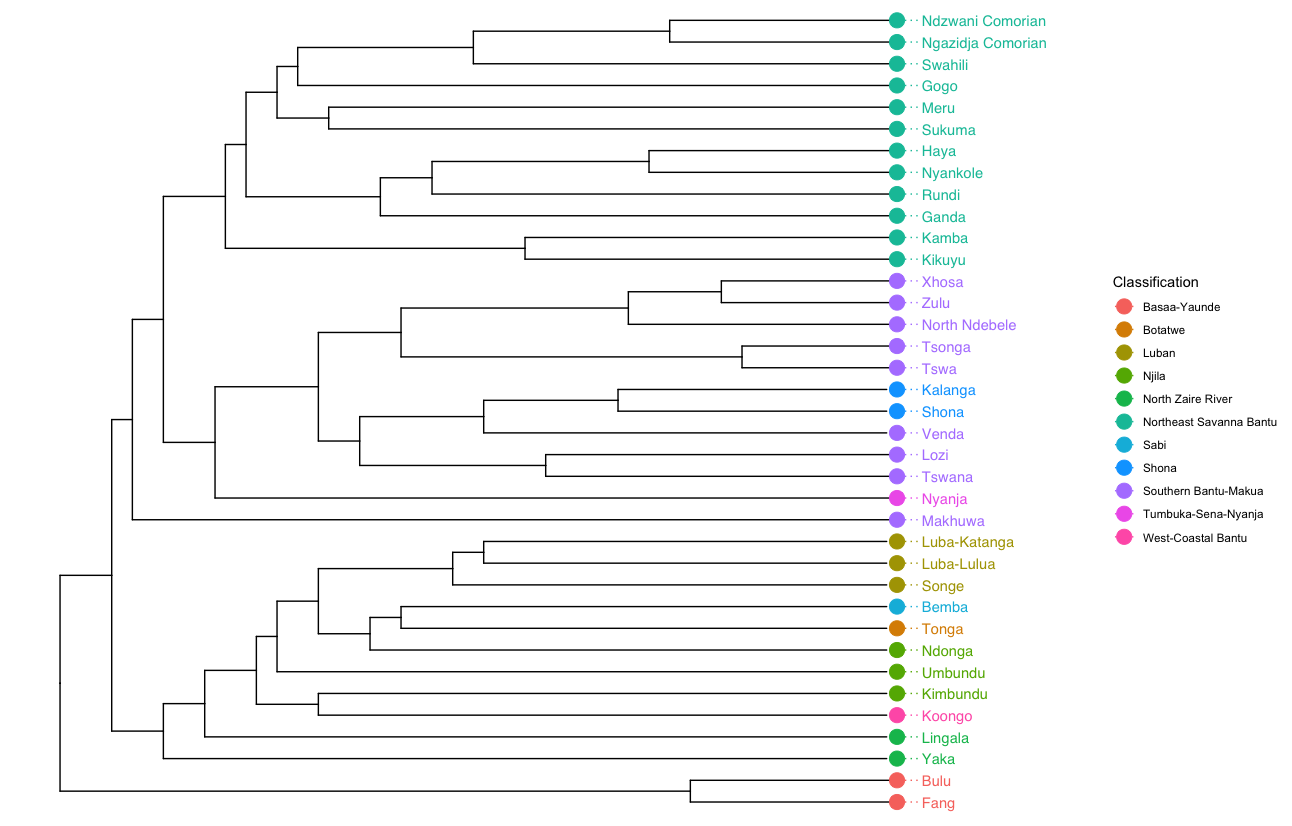 Ndzwani Comorian
Ngazidja Comorian
Swahili
Gogo
Meru
Sukuma
Haya
Nyankole
Rundi
Ganda
Kamba
Kikuyu
Xhosa
Zulu
North Ndebele
Tsonga
Tswa
Kalanga
Shona
Venda
Lozi
Tswana
Nyanja
Makhuwa
Luba-Katanga
Luba-Lulua
Songe
Bemba
Tonga
Ndonga
Umbundu
Kimbundu
Koongo
Lingala
Yaka
Bulu
Fang
Classification
Basaa-Yaunde
Botatwe
Luban
Njila
North Zaire River
Northeast Savanna Bantu
Sabi
Shona
Southern Bantu-Makua
Tumbuka-Sena-Nyanja
West-Coastal Bantu